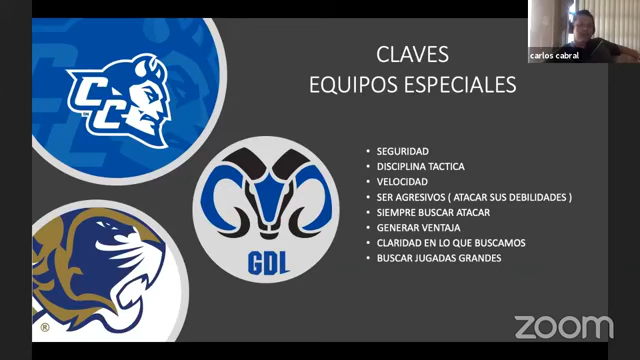 CLAVES
EQUIPOS ESPECIALES
carlos cabral
• SEGURIDAD
• DISCIPLINA TACTICA
• VELOCIDAD
• SER AGRESIVOS ( ATACAR SUS DEBILIDADES )
• SIEMPRE BUSCAR ATACAR
• GENERAR VENTAJA
• CLARIDAD EN LO QUE BUSCAMOS
• BUSCAR JUGADAS GRANDES
CC
GDL
®
zoom